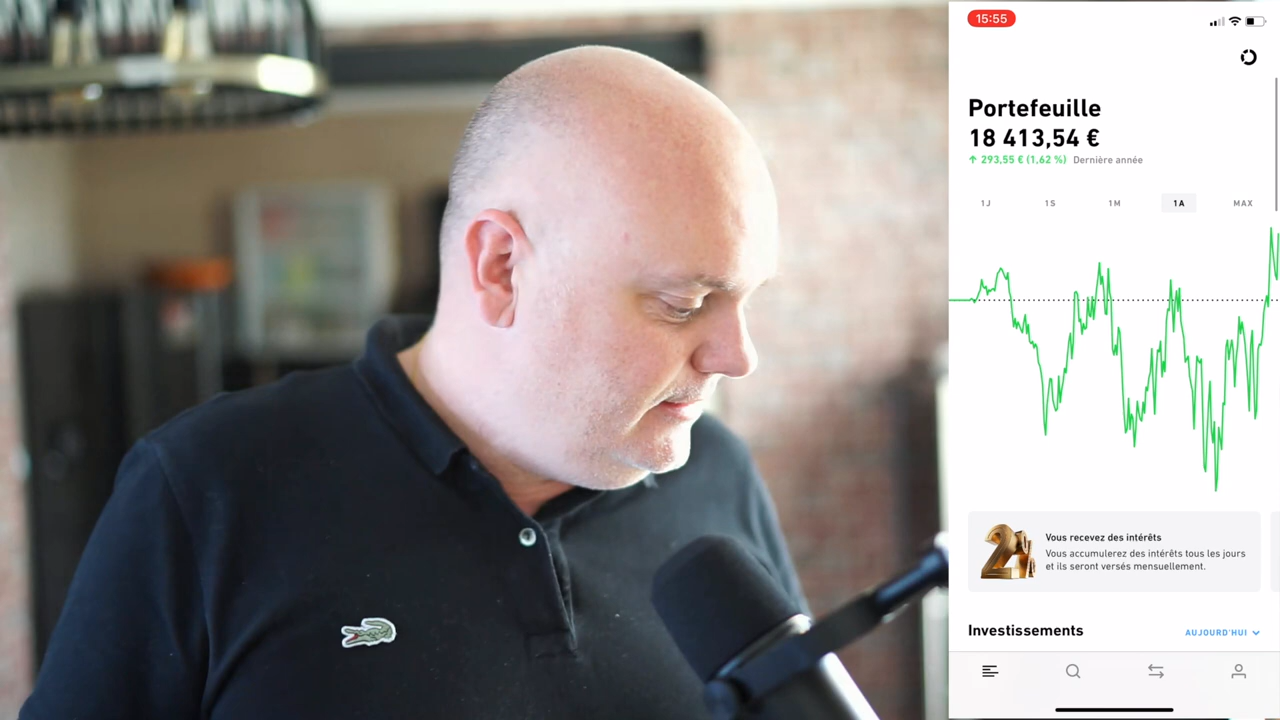 15:55
Portefeuille
18 413,54 €
↑ 293,55 € (1,62 %) Dernière année
1J 1S 1M 1A MAX
Vous recevez des intérêts
Vous accumulerez des intérêts tous les jours
et ils seront versés mensuellement.
Investissements
AUJOURD'HUI